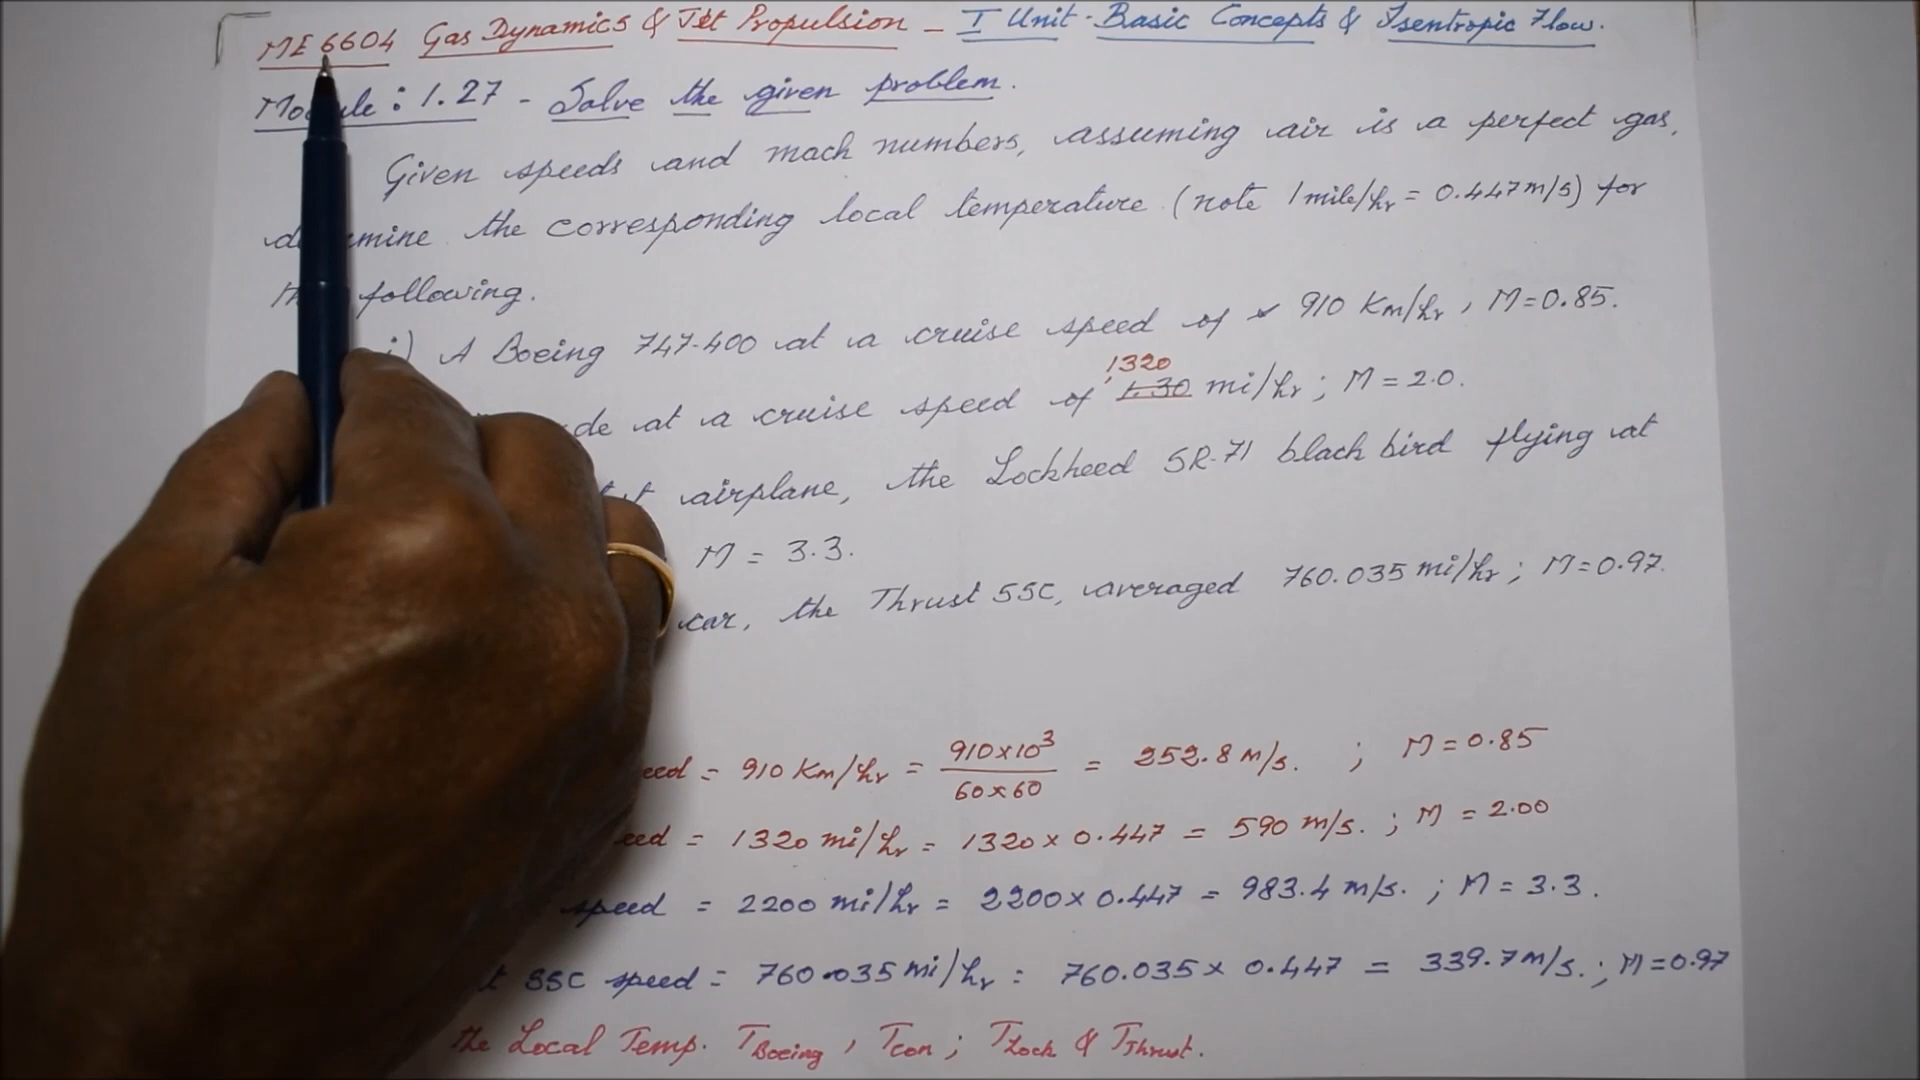 ME 6604 Gas Dynamics & Jet Propulsion - I Unit - Basic Concepts & Isentropic Flow.
Module: 1.27 - Solve the given problem.
Given speeds and mach numbers, assuming air is a perfect gas,
mine the corresponding local temperature (note 1 mile/hr = 0.447 m/s) for
following.
i) A Boeing 747-400 at a cruise speed of 910 Km/hr, M=0.85.
1320
de at a cruise speed of 1.30 mi/hr; M = 2.0.
airplane, the Lockheed SR-71 black bird flying at
M = 3.3.
car, the Thrust SSC, averaged 760.035 mi/hr; M=0.97.
eed = 910 Km/hr = 910×10³ / 60×60 = 252.8 m/s. ; M = 0.85
eed = 1320 mi/hr = 1320 × 0.447 = 590 m/s. ; M = 2.00
speed = 2200 mi/hr = 2200 × 0.447 = 983.4 m/s. ; M = 3.3.
t SSC speed = 760.035 mi/hr = 760.035 × 0.447 = 339.7 m/s. ; M = 0.97
the Local Temp. TBoeing, Tcon; TLock & TThrust.